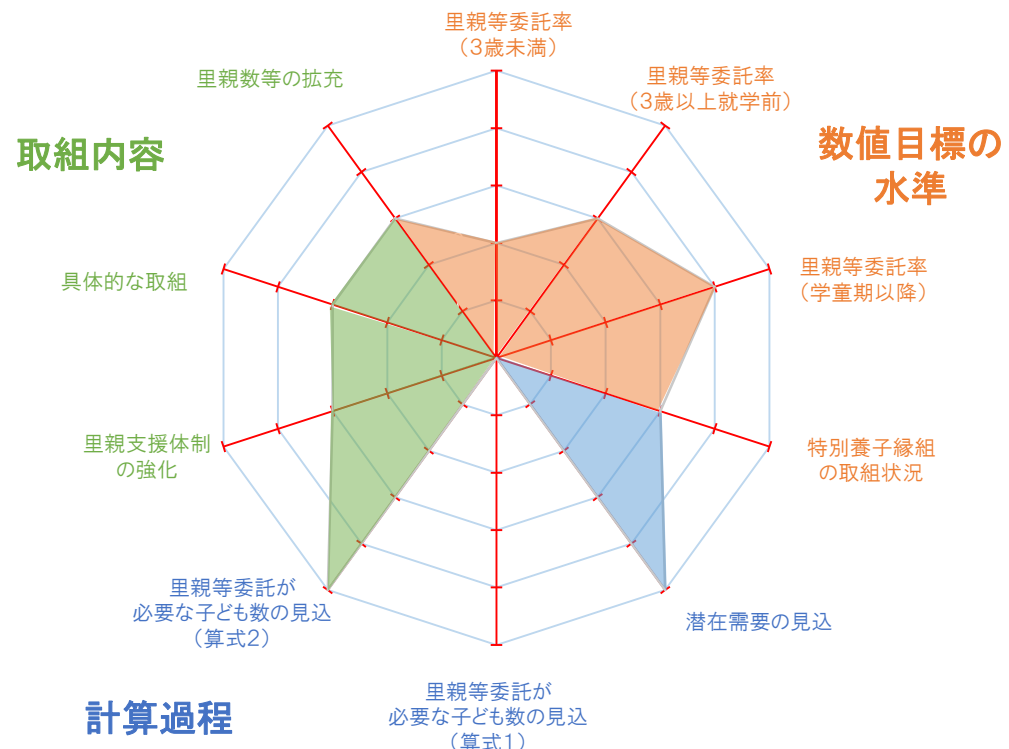 里親等委託率
（3歳未満）
里親等委託率
（3歳以上就学前）
数値目標の
水準
里親等委託率
（学童期以降）
特別養子縁組
の取組状況
潜在需要の見込
里親等委託が
必要な子ども数の見込
（算式1）
計算過程
里親等委託が
必要な子ども数の見込
（算式2）
里親支援体制
の強化
具体的な取組
取組内容
里親数等の拡充